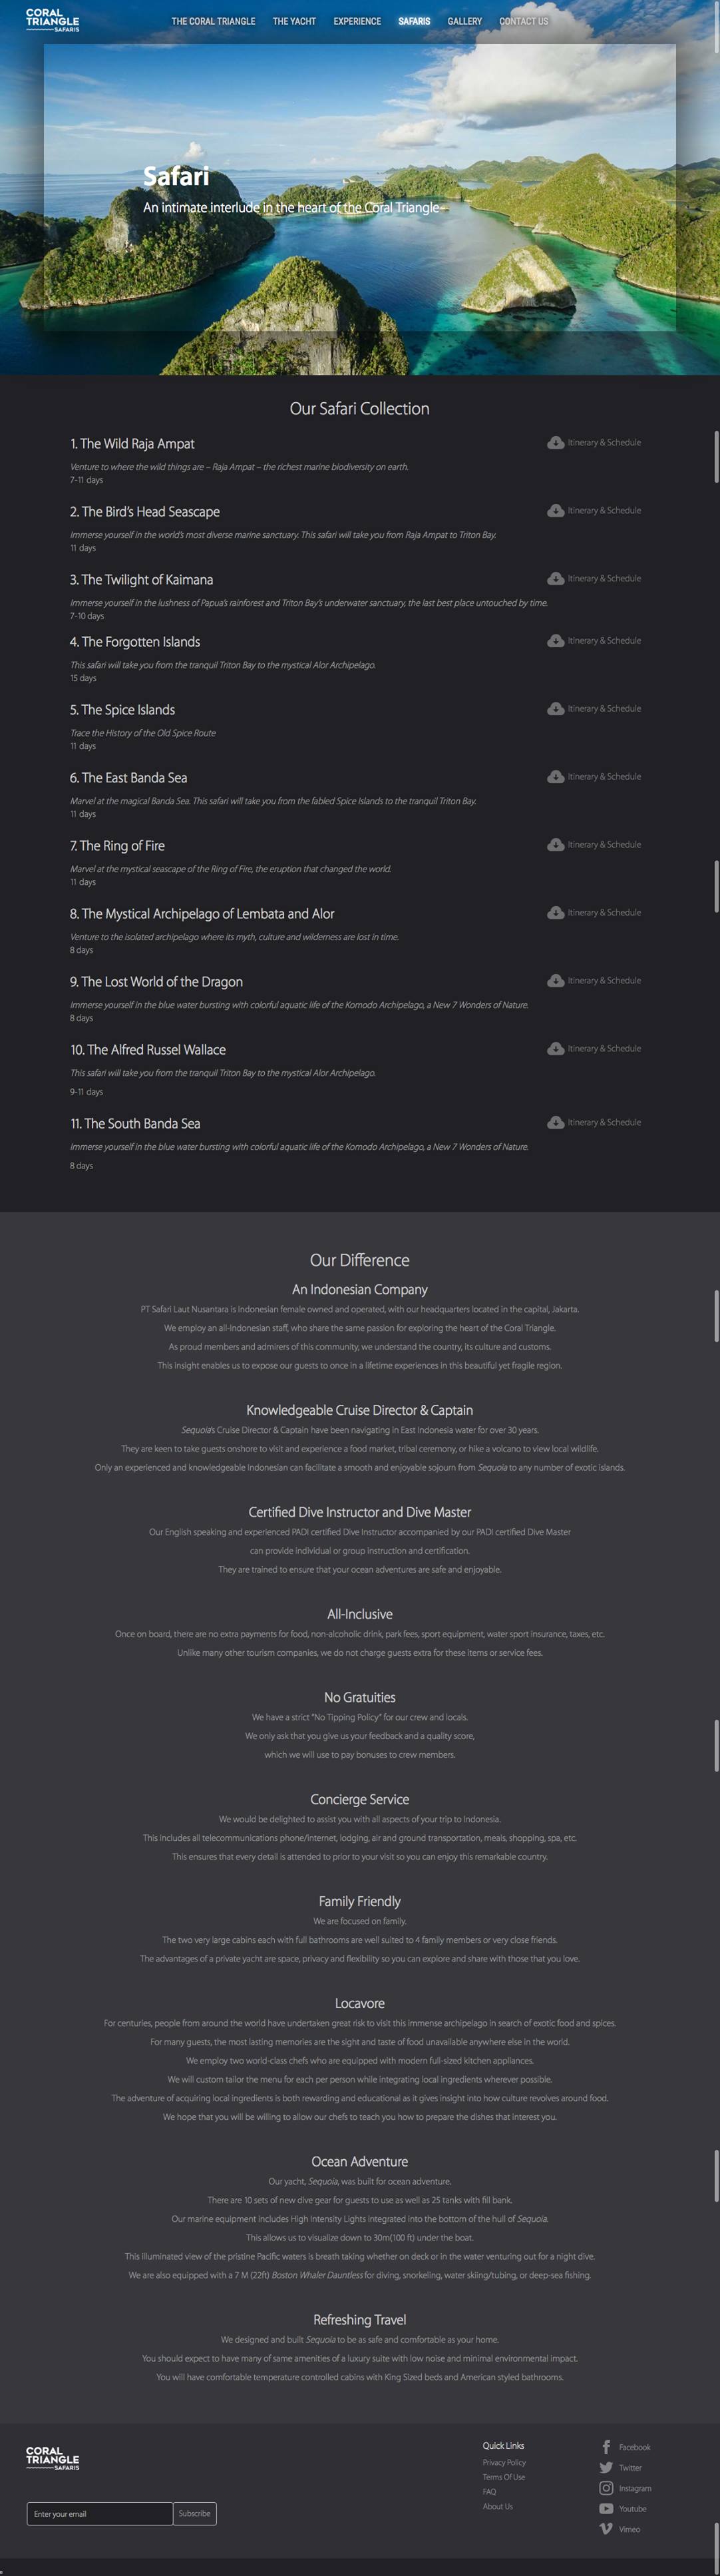 CORAL
TRIANGLE
SAFARIS
THE CORAL TRIANGLE THE YACHT EXPERIENCE SAFARIS GALLERY CONTACT US
Safari
An intimate interlude in the heart of the Coral Triangle
Our Safari Collection
1. The Wild Raja Ampat
Itinerary & Schedule
Venture to where the wild things are – Raja Ampat – the richest marine biodiversity on earth.
7-11 days
2. The Bird's Head Seascape
Itinerary & Schedule
Immerse yourself in the world's most diverse marine sanctuary. This safari will take you from Raja Ampat to Triton Bay.
11 days
3. The Twilight of Kaimana
Itinerary & Schedule
Immerse yourself in the lushness of Papua's rainforest and Triton Bay's underwater sanctuary, the last best place untouched by time.
7-10 days
4. The Forgotten Islands
Itinerary & Schedule
This safari will take you from the tranquil Triton Bay to the mystical Alor Archipelago.
15 days
5. The Spice Islands
Itinerary & Schedule
Trace the History of the Old Spice Route
11 days
6. The East Banda Sea
Itinerary & Schedule
Marvel at the magical Banda Sea. This safari will take you from the fabled Spice Islands to the tranquil Triton Bay.
11 days
7. The Ring of Fire
Itinerary & Schedule
Marvel at the mystical seascape of the Ring of Fire, the eruption that changed the world.
11 days
8. The Mystical Archipelago of Lembata and Alor
Itinerary & Schedule
Venture to the isolated archipelago where its myth, culture and wilderness are lost in time.
8 days
9. The Lost World of the Dragon
Itinerary & Schedule
Immerse yourself in the blue water bursting with colorful aquatic life of the Komodo Archipelago, a New 7 Wonders of Nature.
8 days
10. The Alfred Russel Wallace
Itinerary & Schedule
This safari will take you from the tranquil Triton Bay to the mystical Alor Archipelago.
9-11 days
11. The South Banda Sea
Itinerary & Schedule
Immerse yourself in the blue water bursting with colorful aquatic life of the Komodo Archipelago, a New 7 Wonders of Nature.
8 days
Our Difference
An Indonesian Company
PT Safari Laut Nusantara is Indonesian female owned and operated, with our headquarters located in the capital, Jakarta.
We employ an all-Indonesian staff, who share the same passion for exploring the heart of the Coral Triangle.
As proud members and admirers of this community, we understand the country, its culture and customs.
This insight enables us to expose our guests to once in a lifetime experiences in this beautiful yet fragile region.
Knowledgeable Cruise Director & Captain
Sequoia's Cruise Director & Captain have been navigating in East Indonesia water for over 30 years.
They are keen to take guests onshore to visit and experience a food market, tribal ceremony, or hike a volcano to view local wildlife.
Only an experienced and knowledgeable Indonesian can facilitate a smooth and enjoyable sojourn from Sequoia to any number of exotic islands.
Certified Dive Instructor and Dive Master
Our English speaking and experienced PADI certified Dive Instructor accompanied by our PADI certified Dive Master
can provide individual or group instruction and certification.
They are trained to ensure that your ocean adventures are safe and enjoyable.
All-Inclusive
Once on board, there are no extra payments for food, non-alcoholic drink, park fees, sport equipment, water sport insurance, taxes, etc.
Unlike many other tourism companies, we do not charge guests extra for these items or service fees.
No Gratuities
We have a strict "No Tipping Policy" for our crew and locals.
We only ask that you give us your feedback and a quality score,
which we will use to pay bonuses to crew members.
Concierge Service
We would be delighted to assist you with all aspects of your trip to Indonesia.
This includes all telecommunications phone/internet, lodging, air and ground transportation, meals, shopping, spa, etc.
This ensures that every detail is attended to prior to your visit so you can enjoy this remarkable country.
Family Friendly
We are focused on family.
The two very large cabins each with full bathrooms are well suited to 4 family members or very close friends.
The advantages of a private yacht are space, privacy and flexibility so you can explore and share with those that you love.
Locavore
For centuries, people from around the world have undertaken great risk to visit this immense archipelago in search of exotic food and spices.
For many guests, the most lasting memories are the sight and taste of food unavailable anywhere else in the world.
We employ two world-class chefs who are equipped with modern full-sized kitchen appliances.
We will custom tailor the menu for each per person while integrating local ingredients wherever possible.
The adventure of acquiring local ingredients is both rewarding and educational as it gives insight into how culture revolves around food.
We hope that you will be willing to allow our chefs to teach you how to prepare the dishes that interest you.
Ocean Adventure
Our yacht, Sequoia, was built for ocean adventure.
There are 10 sets of new dive gear for guests to use as well as 25 tanks with fill bank.
Our marine equipment includes High Intensity Lights integrated into the bottom of the hull of Sequoia.
This allows us to visualize down to 30m(100 ft) under the boat.
This illuminated view of the pristine Pacific waters is breath taking whether on deck or in the water venturing out for a night dive.
We are also equipped with a 7 M (22ft) Boston Whaler Dauntless for diving, snorkeling, water skiing/tubing, or deep-sea fishing.
Refreshing Travel
We designed and built Sequoia to be as safe and comfortable as your home.
You should expect to have many of same amenities of a luxury suite with low noise and minimal environmental impact.
You will have comfortable temperature controlled cabins with King Sized beds and American styled bathrooms.
CORAL
TRIANGLE
SAFARIS
Enter your email
Subscribe
Quick Links
Privacy Policy
Terms Of Use
FAQ
About Us
Facebook
Twitter
Instagram
Youtube
Vimeo